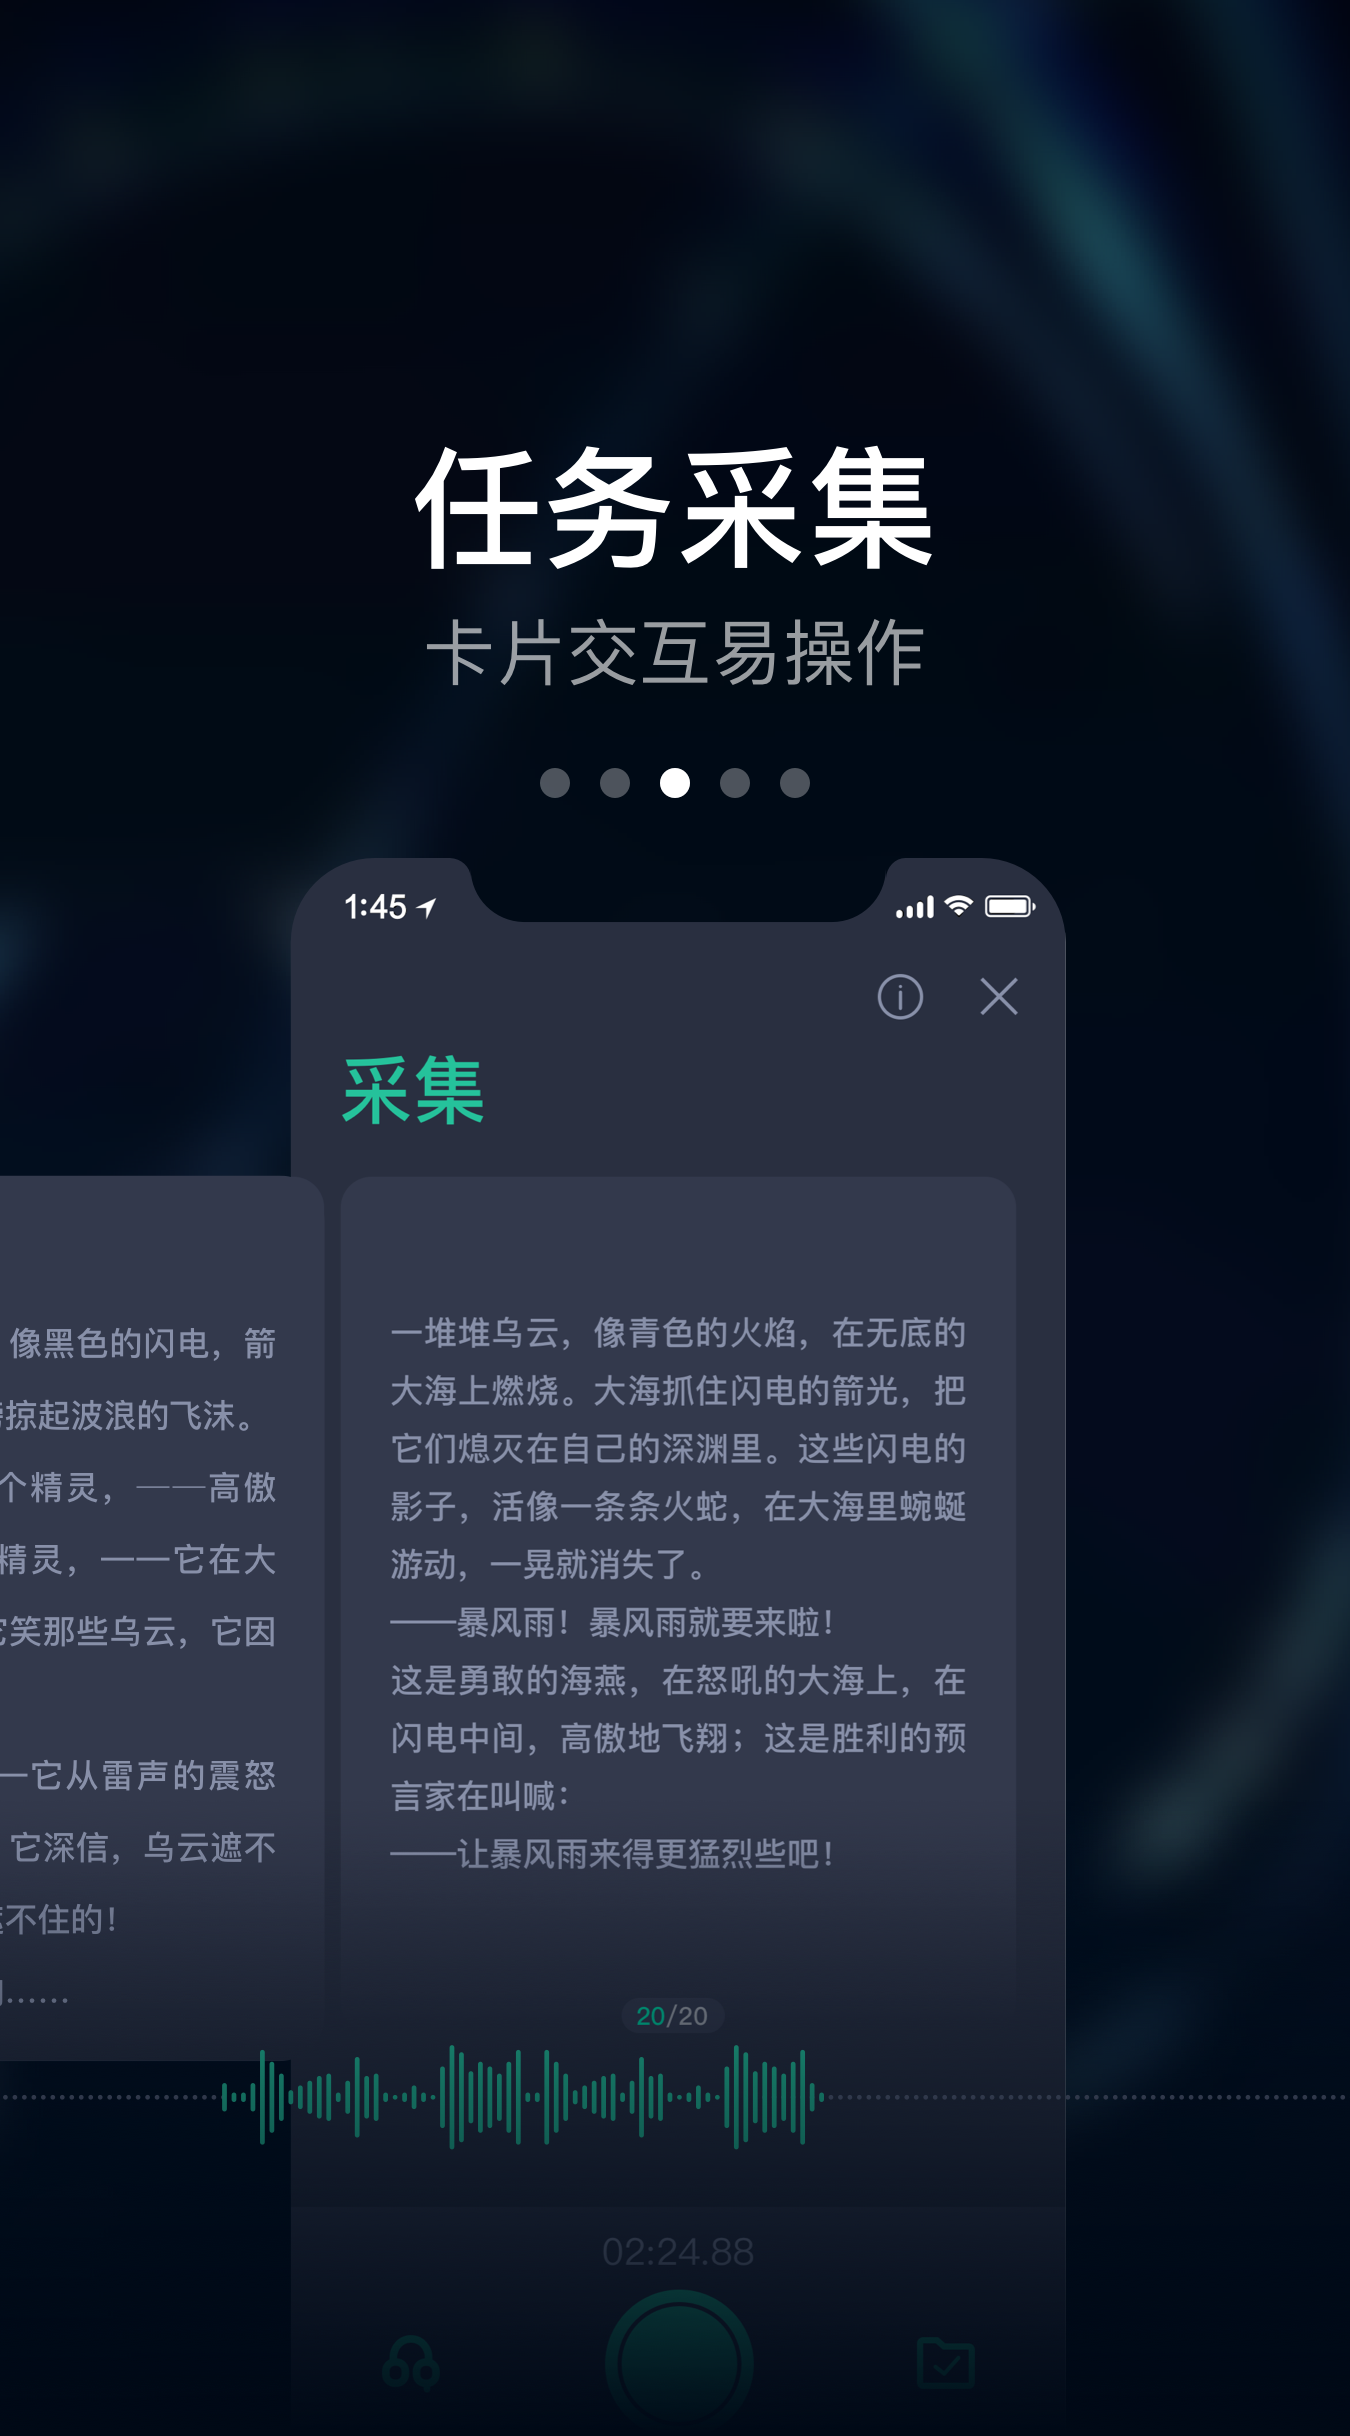 任务采集
卡片交互易操作
1:45
采集
像黑色的闪电，箭
掠起波浪的飞沫。
个精灵，——高傲
精灵，——它在大
笑那些乌云，它因
一它从雷声的震怒
它深信，乌云遮不
不住的！
……
一堆堆乌云，像青色的火焰，在无底的
大海上燃烧。大海抓住闪电的箭光，把
它们熄灭在自己的深渊里。这些闪电的
影子，活像一条条火蛇，在大海里蜿蜒
游动，一晃就消失了。
——暴风雨！暴风雨就要来啦！
这是勇敢的海燕，在怒吼的大海上，在
闪电中间，高傲地飞翔；这是胜利的预
言家在叫喊：
——让暴风雨来得更猛烈些吧！
20/20
02:24.88